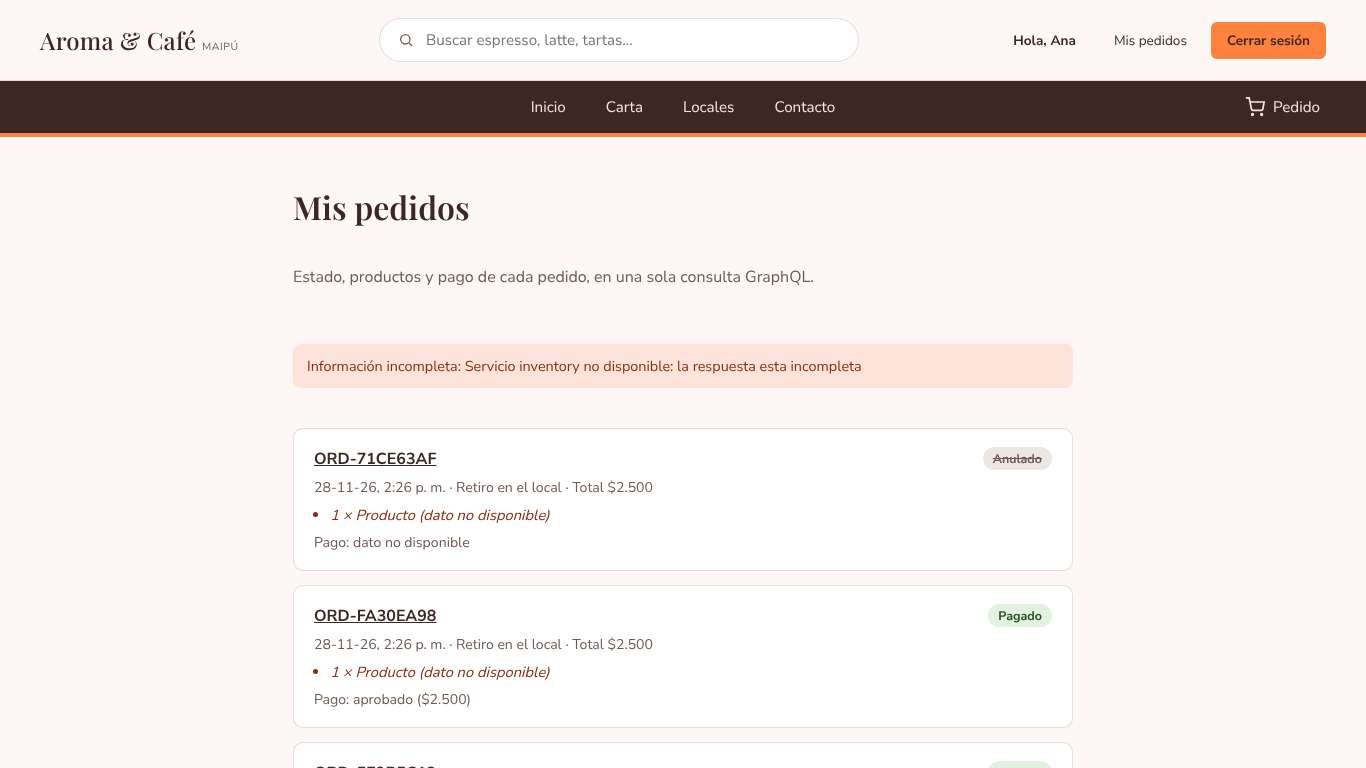 Aroma & Café MAIPÚ
Buscar espresso, latte, tartas...
Hola, Ana
Mis pedidos
Cerrar sesión
Inicio
Carta
Locales
Contacto
Pedido
Mis pedidos
Estado, productos y pago de cada pedido, en una sola consulta GraphQL.
Información incompleta: Servicio inventory no disponible: la respuesta esta incompleta
ORD-71CE63AF
Anulado
28-11-26, 2:26 p. m. · Retiro en el local · Total $2.500
1 × Producto (dato no disponible)
Pago: dato no disponible
ORD-FA30EA98
Pagado
28-11-26, 2:26 p. m. · Retiro en el local · Total $2.500
1 × Producto (dato no disponible)
Pago: aprobado ($2.500)